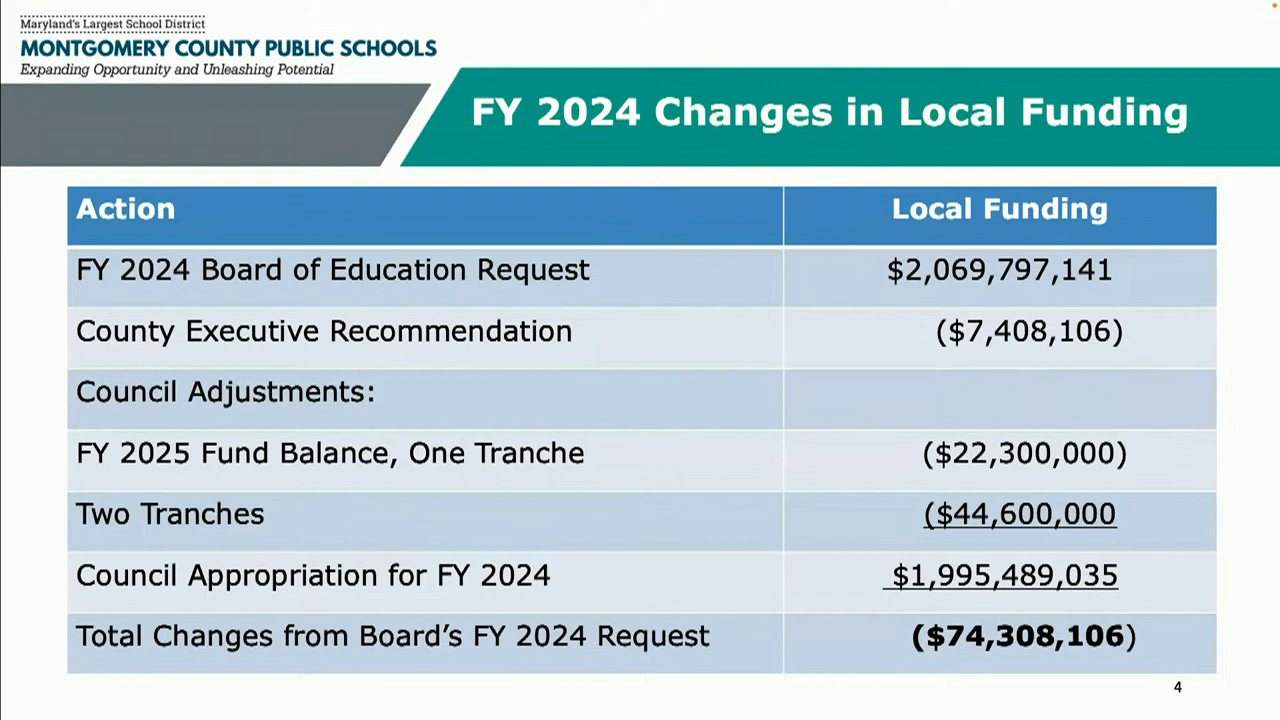 Maryland's Largest School District
MONTGOMERY COUNTY PUBLIC SCHOOLS
Expanding Opportunity and Unleashing Potential
FY 2024 Changes in Local Funding
Action Local Funding
FY 2024 Board of Education Request $2,069,797,141
County Executive Recommendation ($7,408,106)
Council Adjustments:
FY 2025 Fund Balance, One Tranche ($22,300,000)
Two Tranches ($44,600,000
Council Appropriation for FY 2024 $1,995,489,035
Total Changes from Board’s FY 2024 Request ($74,308,106)
4